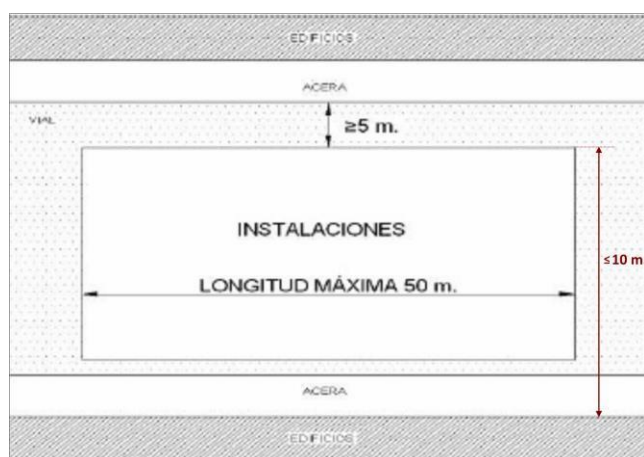 EDIFICIOS
ACERA
VIAL
≥5 m.
INSTALACIONES
≤10 m
LONGITUD MÁXIMA 50 m.
ACERA
EDIFICIOS